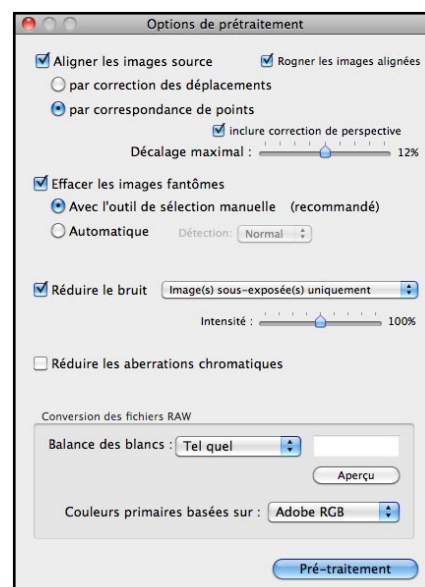 Options de prétraitement
Aligner les images source Rogner les images alignées
par correction des déplacements
par correspondance de points
inclure correction de perspective
Décalage maximal : 12%
Effacer les images fantômes
Avec l'outil de sélection manuelle (recommandé)
Automatique Détection: Normal
Réduire le bruit Image(s) sous-exposée(s) uniquement
Intensité : 100%
Réduire les aberrations chromatiques
Conversion des fichiers RAW
Balance des blancs : Tel quel
Aperçu
Couleurs primaires basées sur : Adobe RGB
Pré-traitement